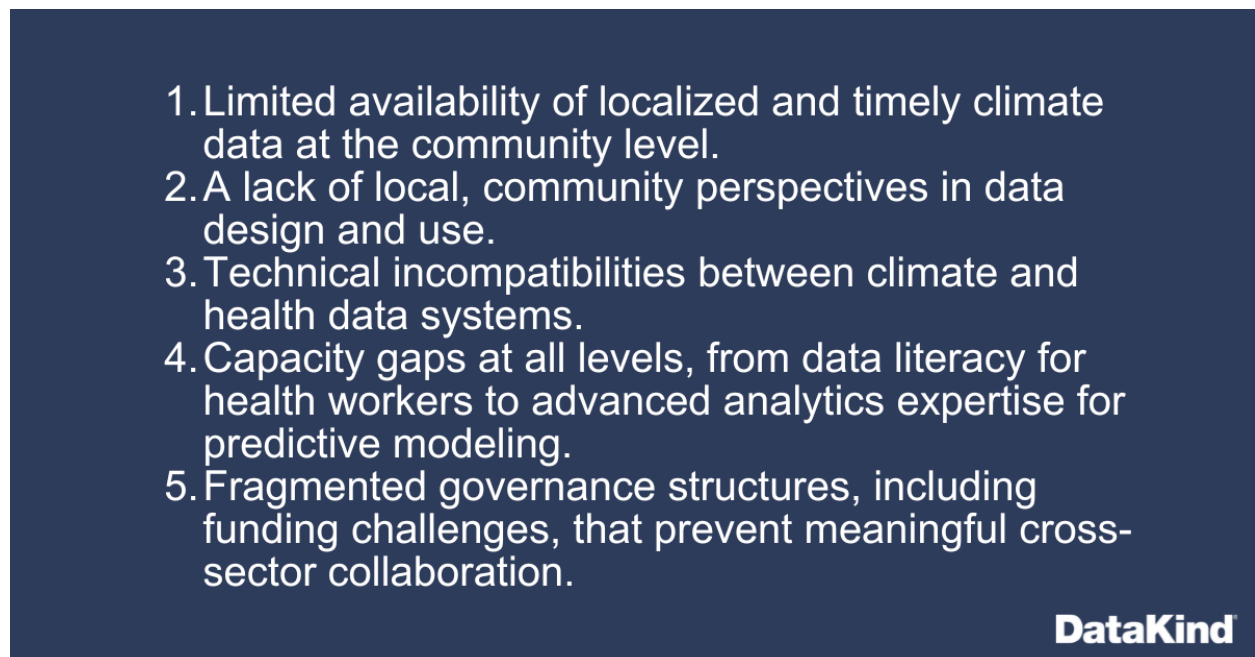 1. Limited availability of localized and timely climate
data at the community level.
2. A lack of local, community perspectives in data
design and use.
3. Technical incompatibilities between climate and
health data systems.
4. Capacity gaps at all levels, from data literacy for
health workers to advanced analytics expertise for
predictive modeling.
5. Fragmented governance structures, including
funding challenges, that prevent meaningful cross-
sector collaboration.
DataKind